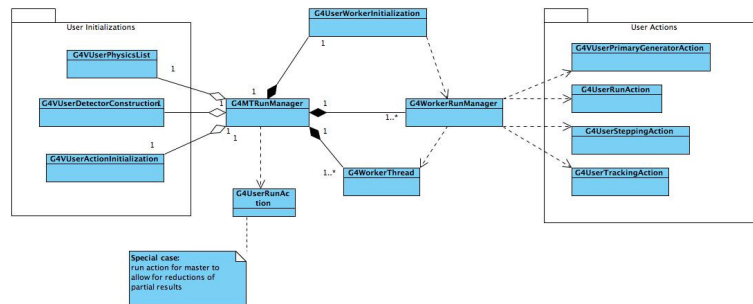 User Initializations
G4VUserPhysicsList
1
G4VUserDetectorConstruction
1
G4VUserActionInitialization
1
G4UserWorkerInitialization
1
1
G4MTRunManager
1
1
1
1
1
1..*
G4WorkerRunManager
1..*
G4WorkerThread
G4UserRunAc
tion
Special case:
run action for master to
allow for reductions of
partial results
User Actions
G4VUserPrimaryGeneratorAction
G4UserRunAction
G4UserSteppingAction
G4UserTrackingAction